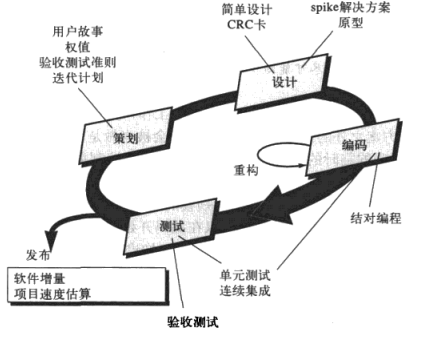 简单设计
CRC卡
spike解决方案
原型
用户故事
权值
验收测试准则
迭代计划
设计
策划
编码
重构
测试
结对编程
发布
单元测试
连续集成
软件增量
项目速度估算
验收测试